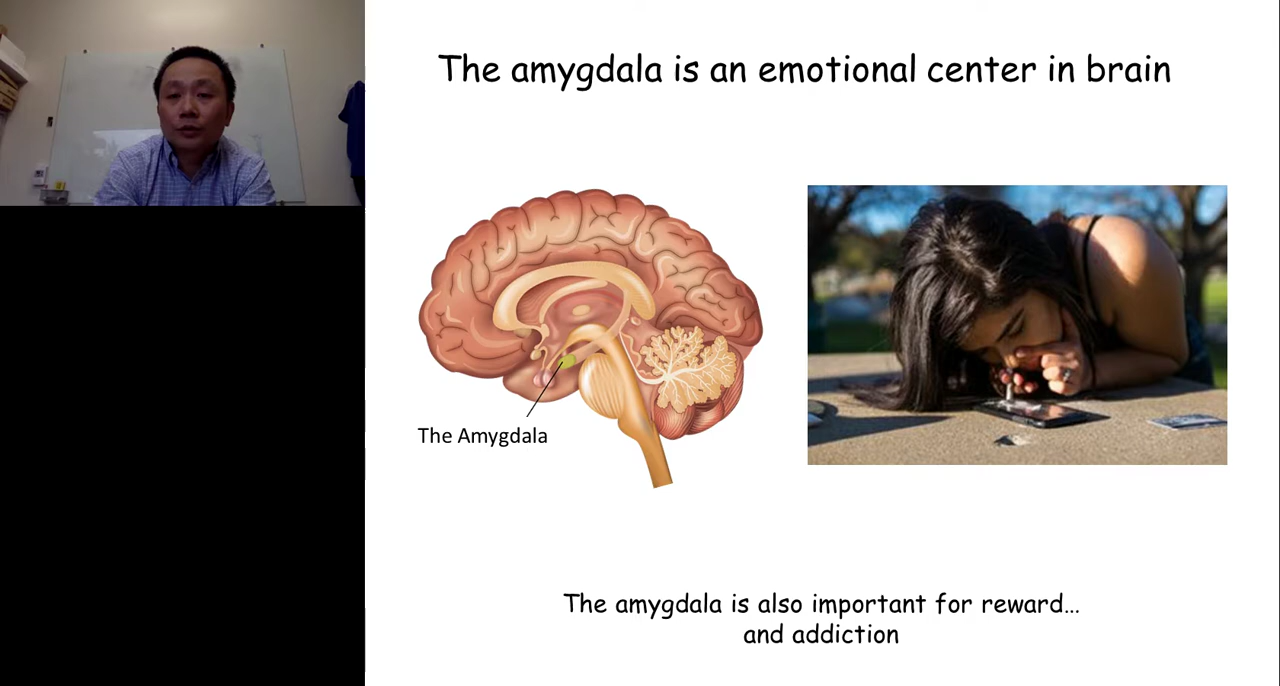 The amygdala is an emotional center in brain
The Amygdala
The amygdala is also important for reward…
and addiction